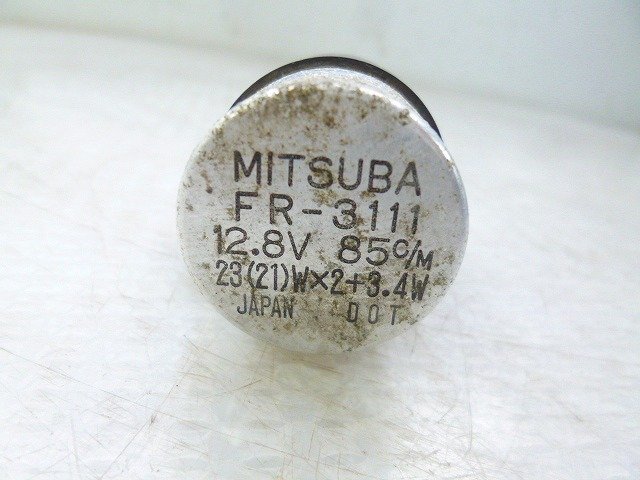 MITSUBA
FR-3111
12.8V 85c/M
23(21)W×2+3.4W
JAPAN DOT